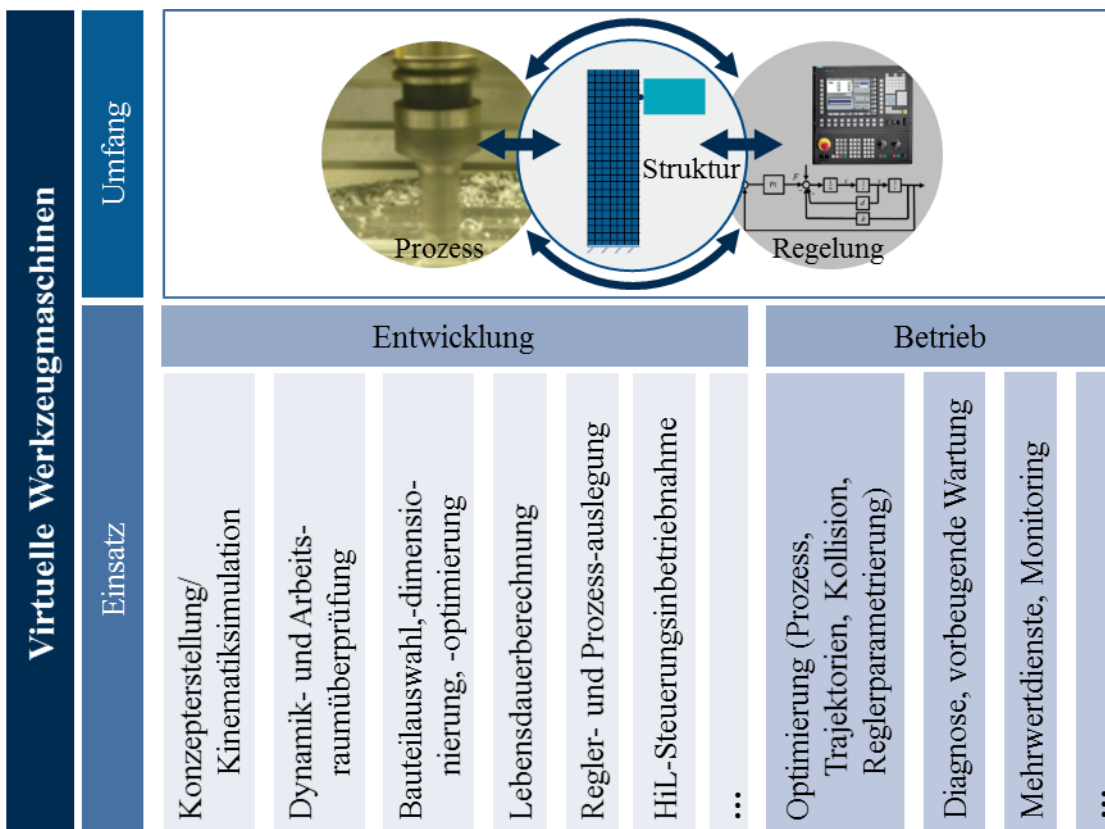 Virtuelle Werkzeugmaschinen
Umfang
Prozess
Struktur
Regelung
PI
F
Einsatz
Entwicklung
Betrieb
Konzepterstellung/
Kinematiksimulation
Dynamik- und Arbeits-
raumüberprüfung
Bauteilauswahl,-dimensio-
nierung, -optimierung
Lebensdauerberechnung
Regler- und Prozess-auslegung
HiL-Steuerungsinbetriebnahme
...
Optimierung (Prozess,
Trajektorien, Kollision,
Reglerparametrierung)
Diagnose, vorbeugende Wartung
Mehrwertdienste, Monitoring
...